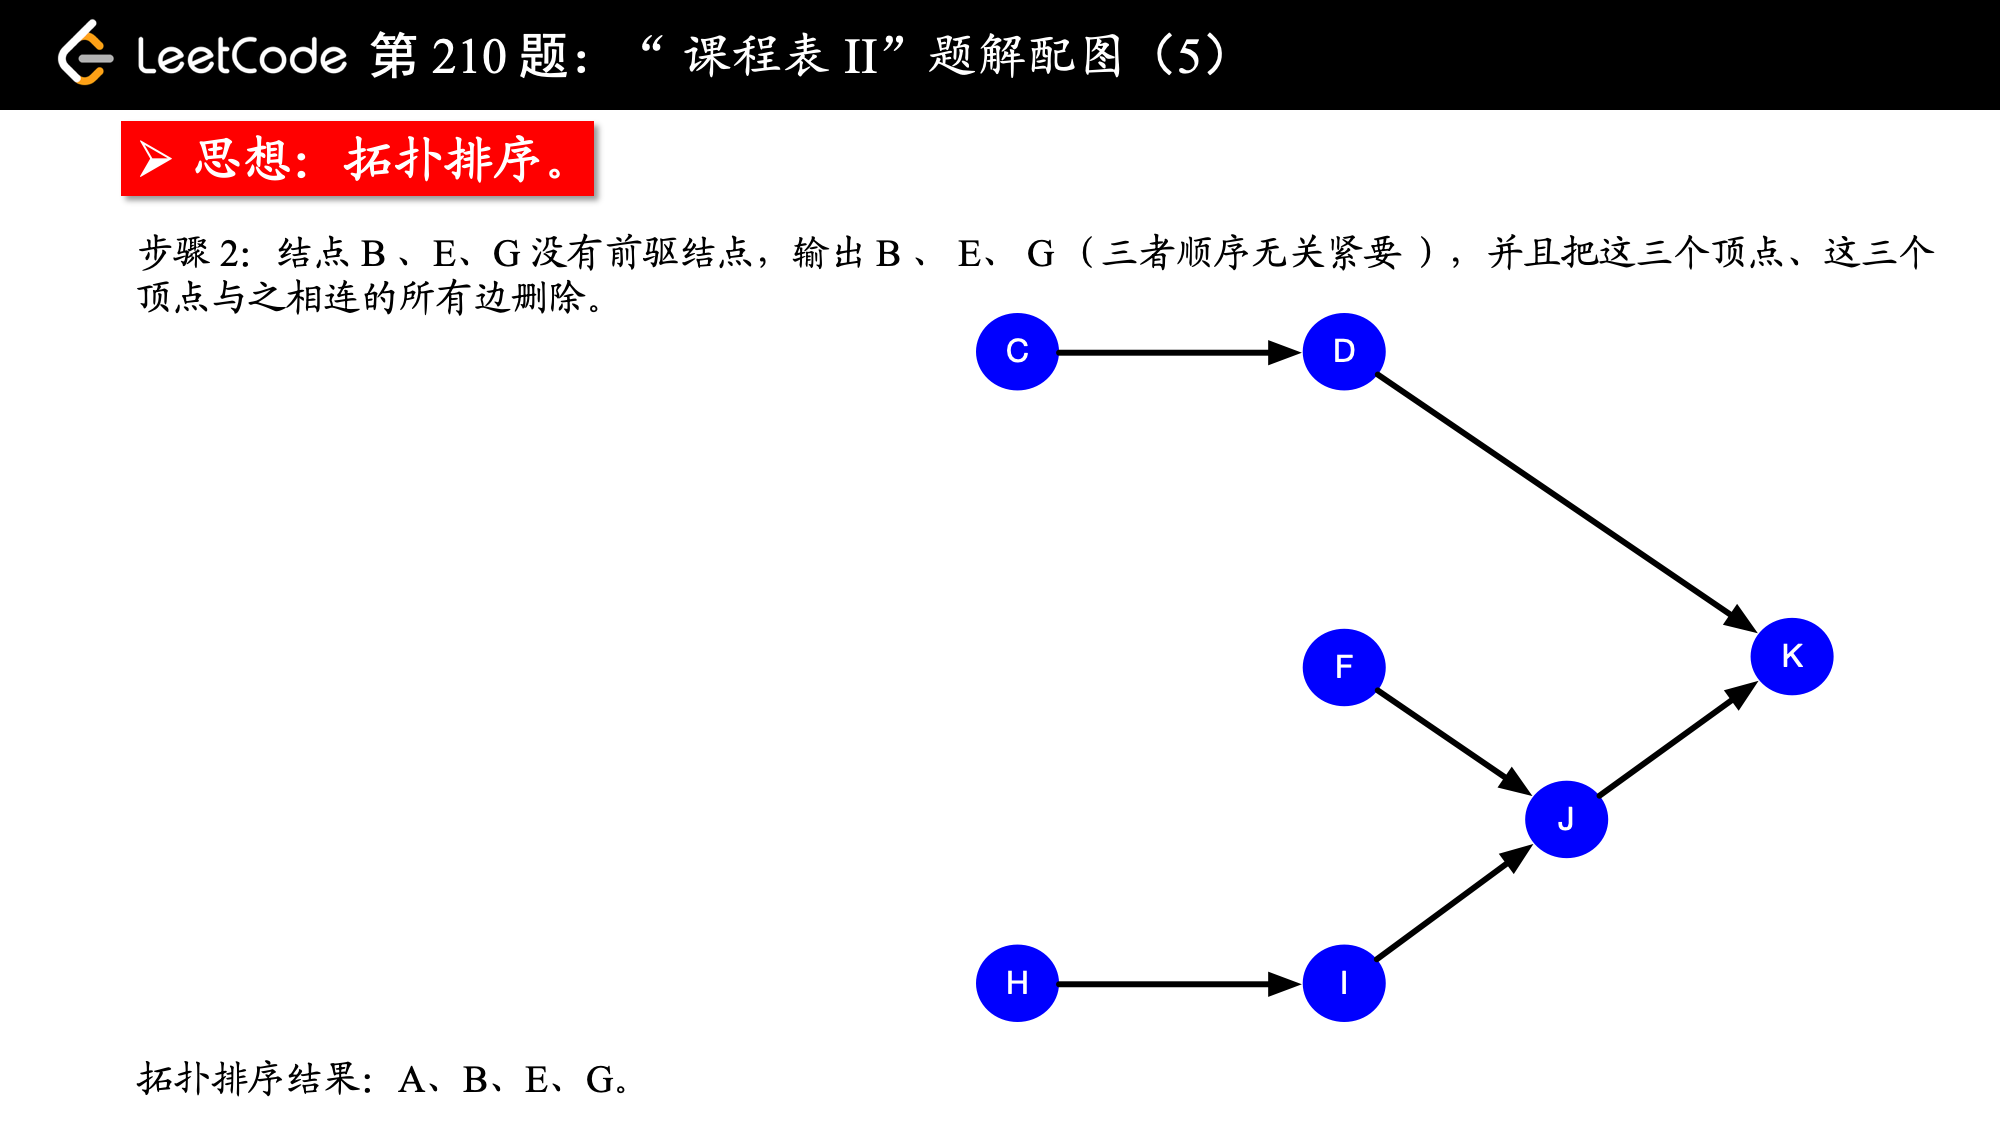 LeetCode 第 210 题：“ 课程表 II” 题解配图（5）
思想：拓扑排序。
步骤 2：结点 B 、E、G 没有前驱结点，输出 B 、 E、 G （三者顺序无关紧要 ），并且把这三个顶点、这三个
顶点与之相连的所有边删除。
C
D
F
K
J
H
I
拓扑排序结果：A、B、E、G。